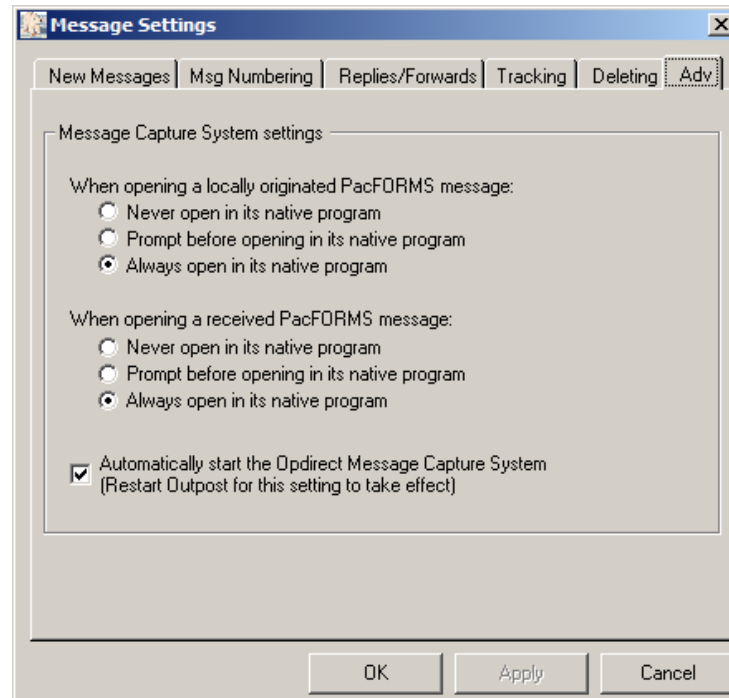 Message Settings
New Messages
Msg Numbering
Replies/Forwards
Tracking
Deleting
Adv
Message Capture System settings
When opening a locally originated PacFORMS message:
Never open in its native program
Prompt before opening in its native program
Always open in its native program
When opening a received PacFORMS message:
Never open in its native program
Prompt before opening in its native program
Always open in its native program
Automatically start the Opdirect Message Capture System
(Restart Outpost for this setting to take effect)
OK
Apply
Cancel